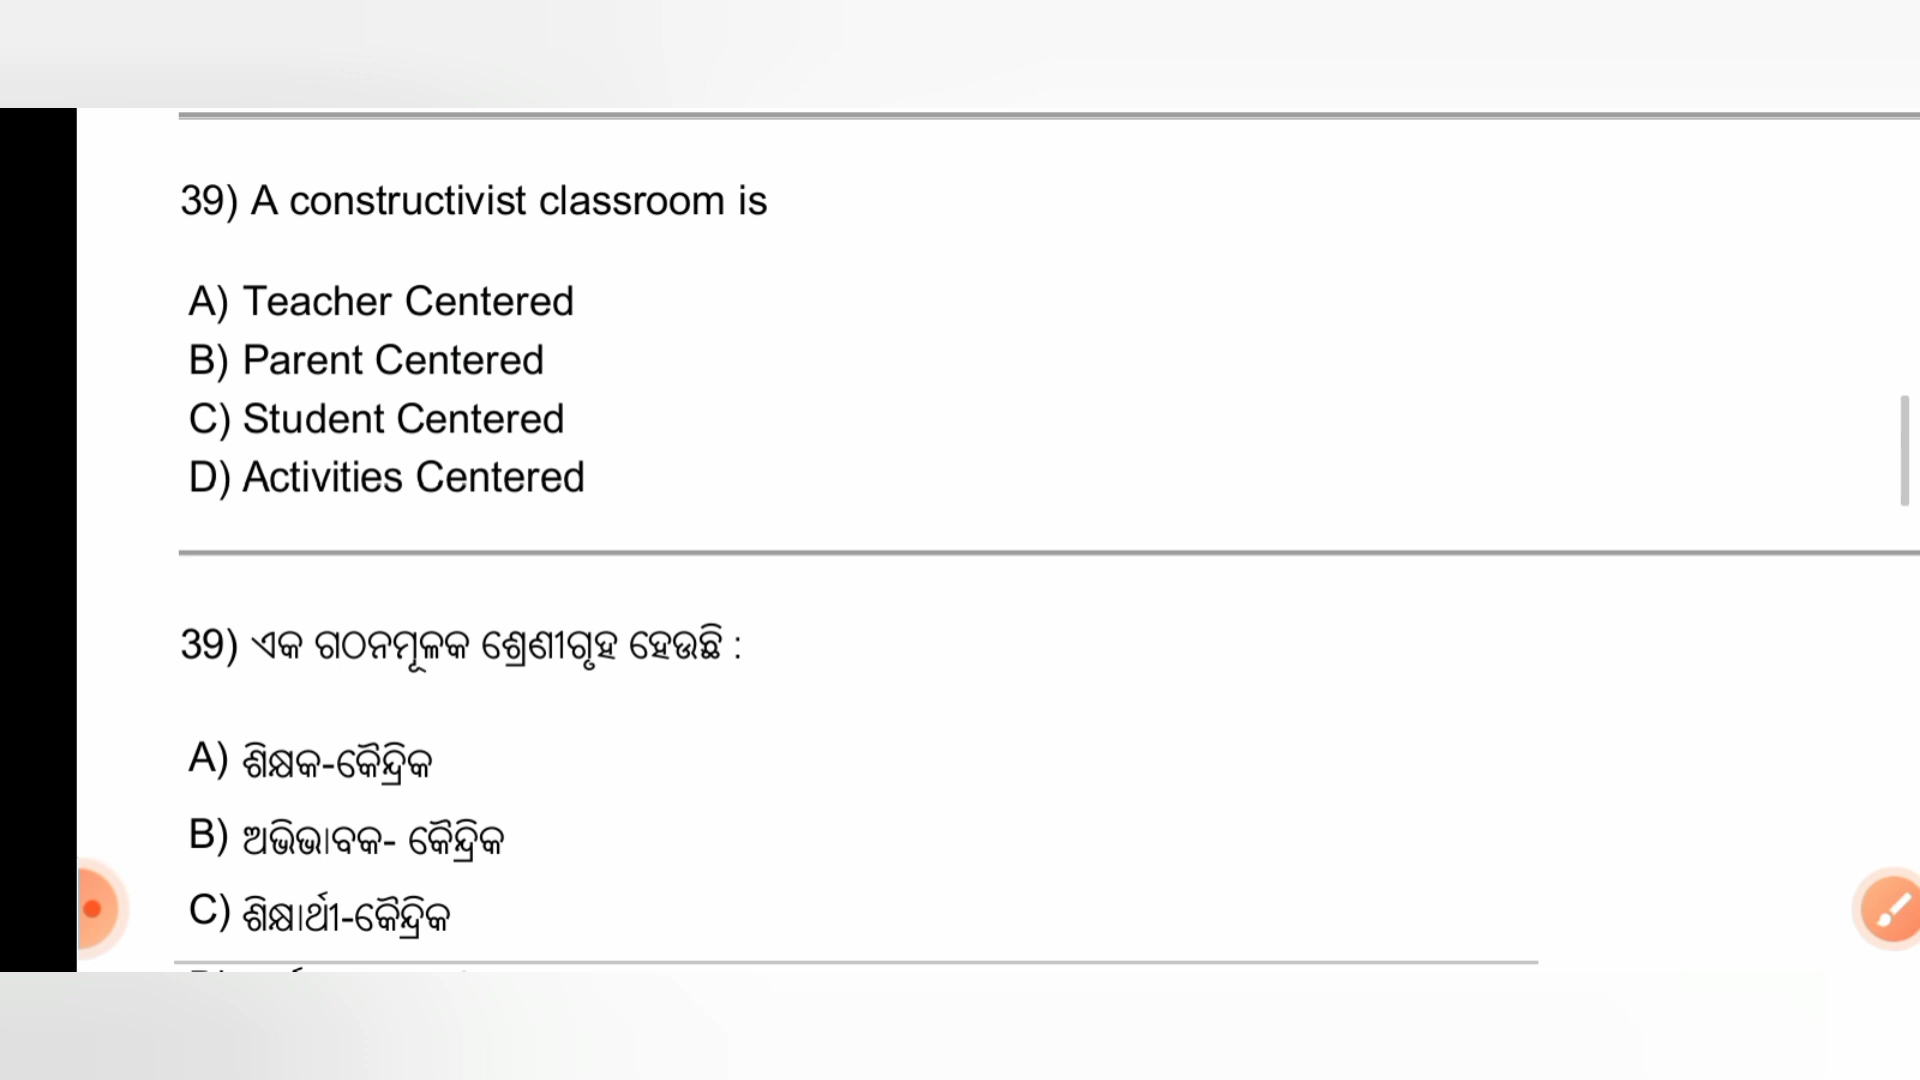 39) A constructivist classroom is
A) Teacher Centered
B) Parent Centered
C) Student Centered
D) Activities Centered
39) ଏକ ଗଠନମୂଳକ ଶ୍ରେଣୀଗୃହ ହେଉଛି :
A) ଶିକ୍ଷକ-କୈନ୍ଦ୍ରିକ
B) ଅଭିଭାବକ- କୈନ୍ଦ୍ରିକ
C) ଶିକ୍ଷାର୍ଥୀ-କୈନ୍ଦ୍ରିକ